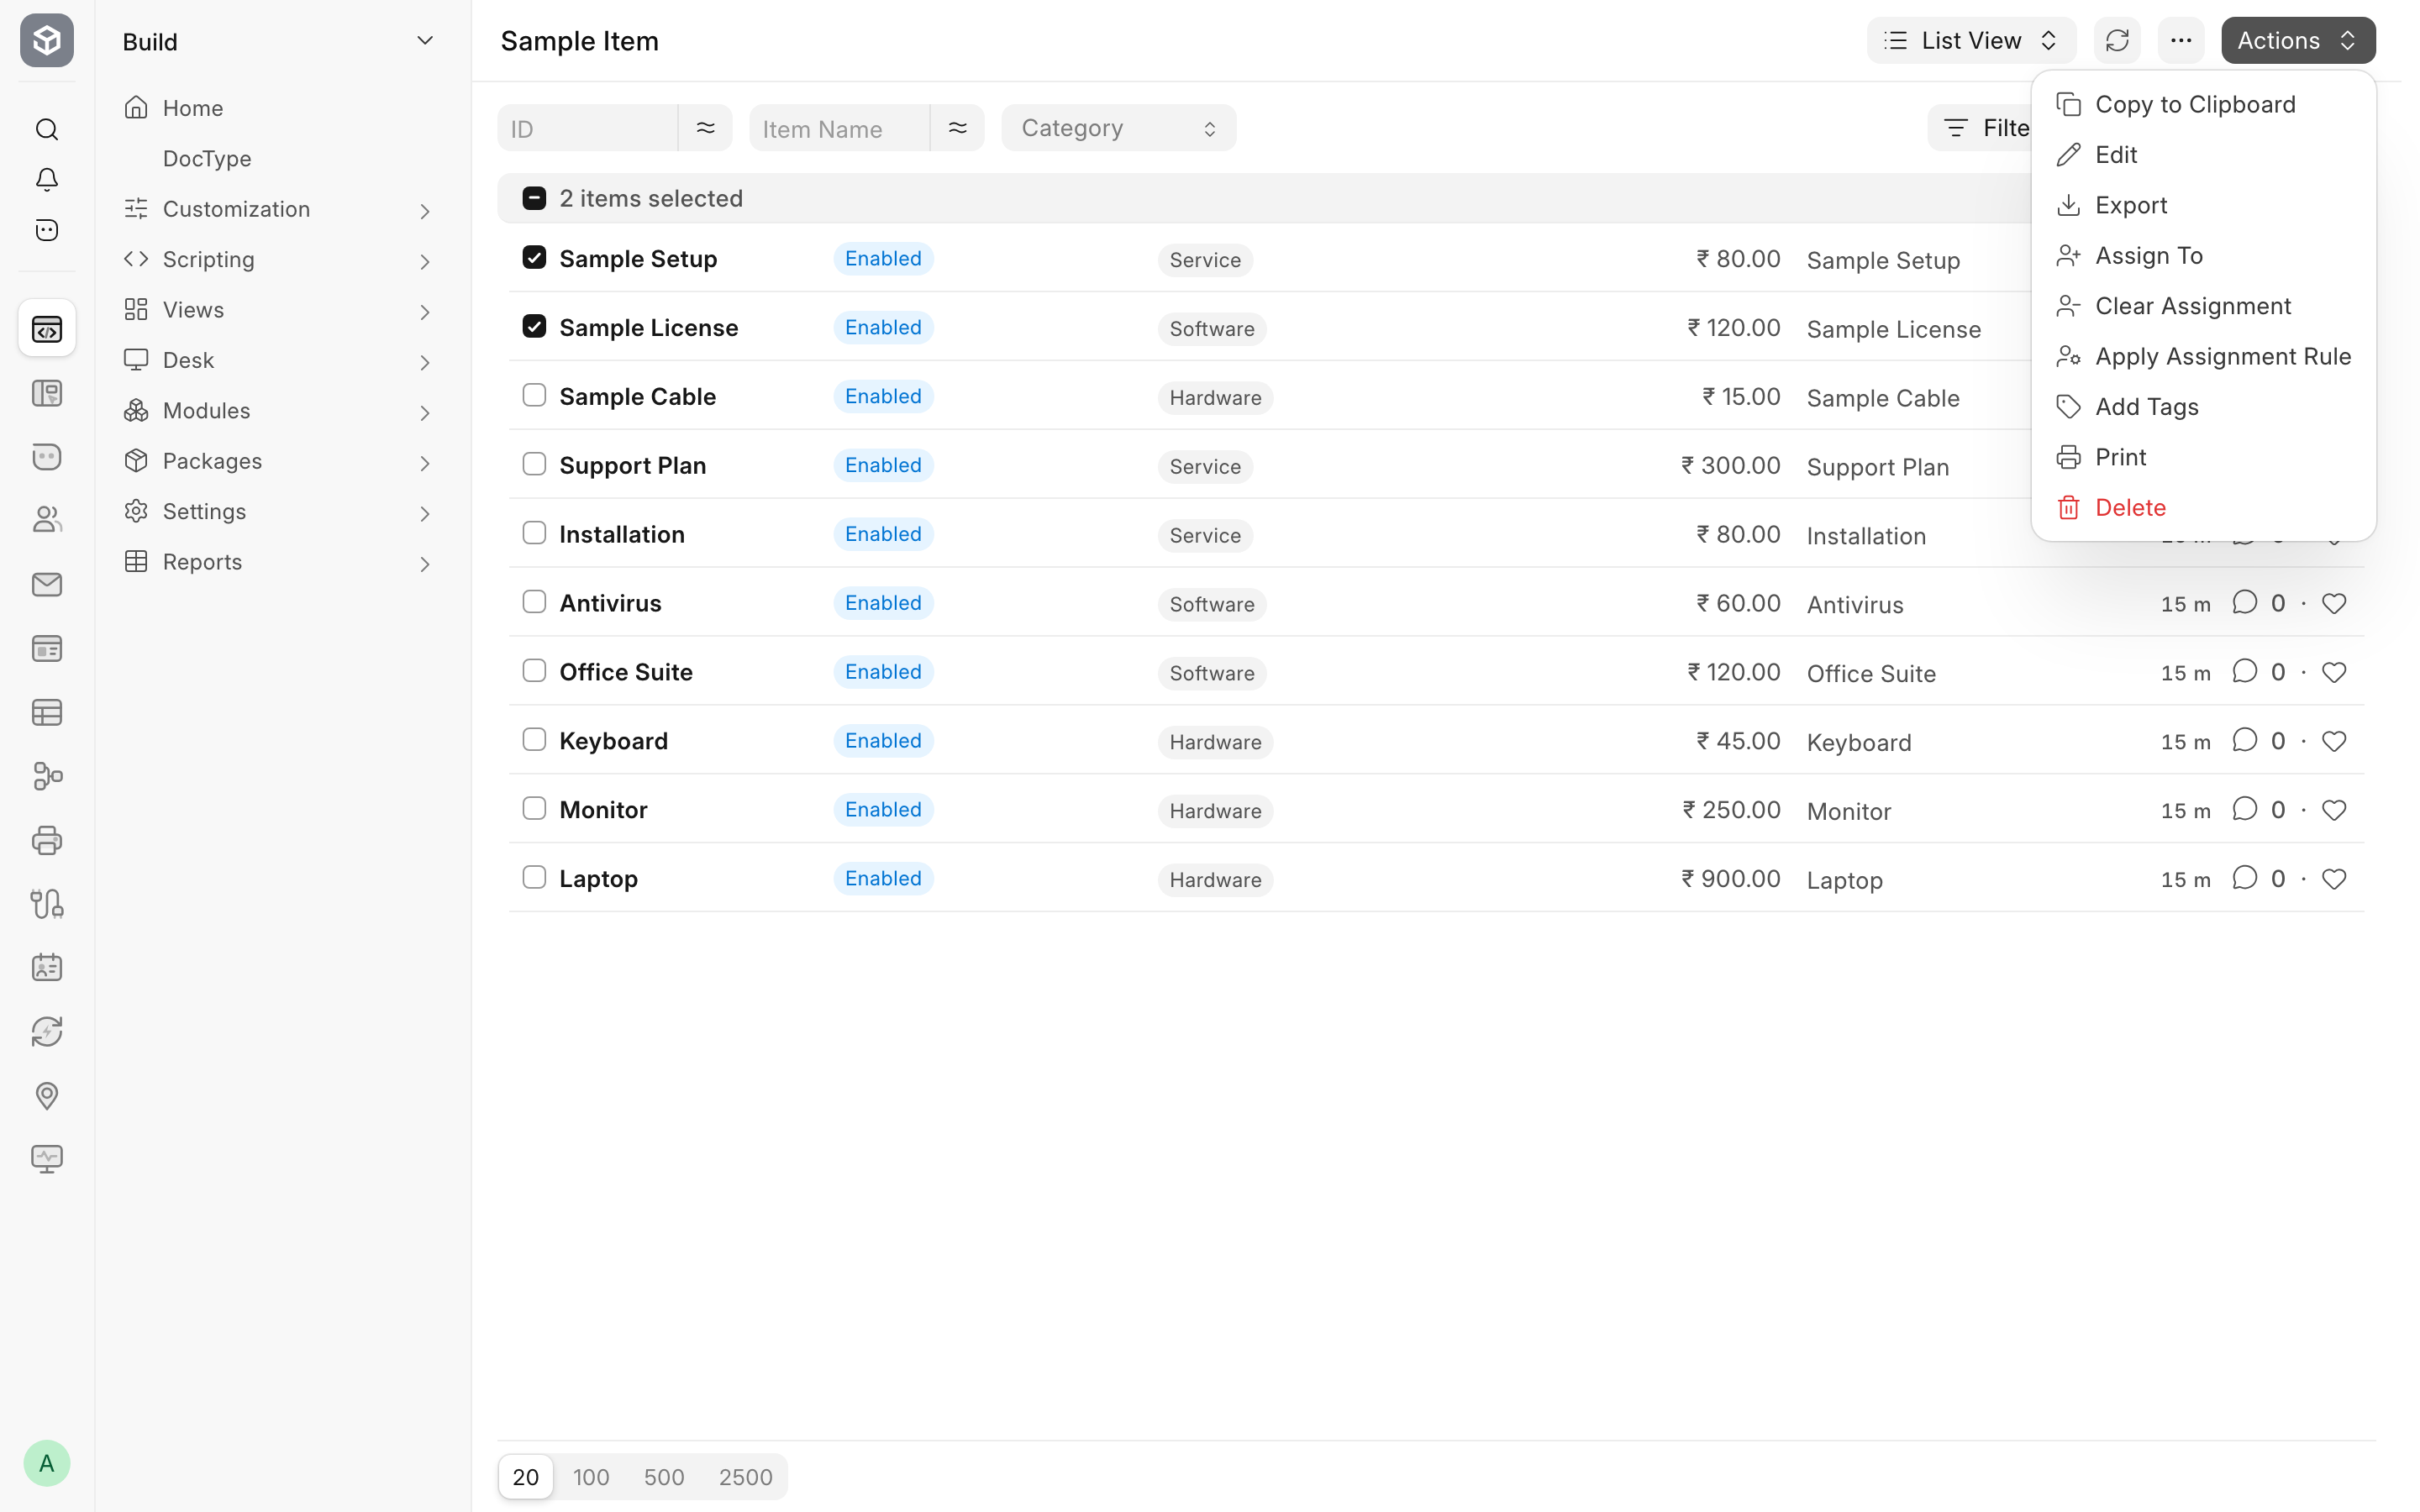 Build
Home
DocType
Customization
Scripting
Views
Desk
Modules
Packages
Settings
Reports
A
Sample Item
List View
Actions
ID ≈
Item Name ≈
Category
Filte
Copy to Clipboard
Edit
Export
Assign To
Clear Assignment
Apply Assignment Rule
Add Tags
Print
Delete
2 items selected
Sample Setup Enabled Service ₹ 80.00 Sample Setup
Sample License Enabled Software ₹ 120.00 Sample License
Sample Cable Enabled Hardware ₹ 15.00 Sample Cable
Support Plan Enabled Service ₹ 300.00 Support Plan
Installation Enabled Service ₹ 80.00 Installation
Antivirus Enabled Software ₹ 60.00 Antivirus 15 m 0 ·
Office Suite Enabled Software ₹ 120.00 Office Suite 15 m 0 ·
Keyboard Enabled Hardware ₹ 45.00 Keyboard 15 m 0 ·
Monitor Enabled Hardware ₹ 250.00 Monitor 15 m 0 ·
Laptop Enabled Hardware ₹ 900.00 Laptop 15 m 0 ·
20 100 500 2500